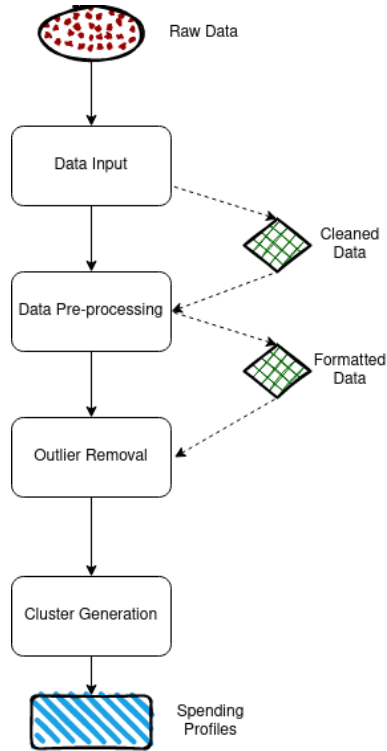 Raw Data
Data Input
Cleaned
Data
Data Pre-processing
Formatted
Data
Outlier Removal
Cluster Generation
Spending
Profiles